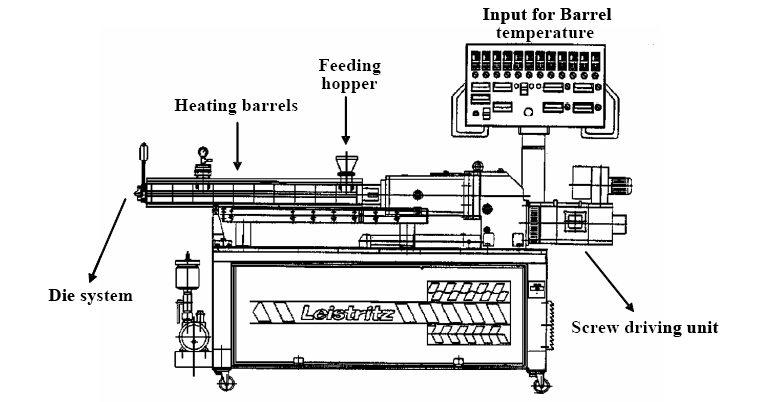 Input for Barrel
temperature
Feeding
hopper
Heating barrels
Die system
Leistritz
Screw driving unit